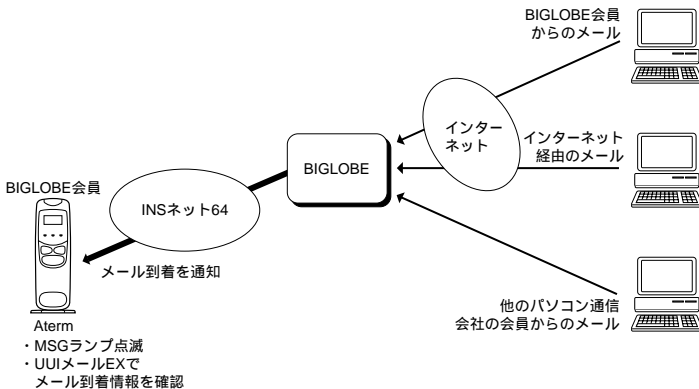 BIGLOBE会員
からのメール
インター
ネット
インターネット
経由のメール
BIGLOBE
BIGLOBE会員
INSネット64
メール到着を通知
他のパソコン通信
会社の会員からのメール
Aterm
・MSGランプ点滅
・UUIメールEXで
メール到着情報を確認